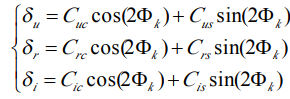 δ_u = C_uc cos(2Φ_k) + C_us sin(2Φ_k)
δ_r = C_rc cos(2Φ_k) + C_rs sin(2Φ_k)
δ_i = C_ic cos(2Φ_k) + C_is sin(2Φ_k)